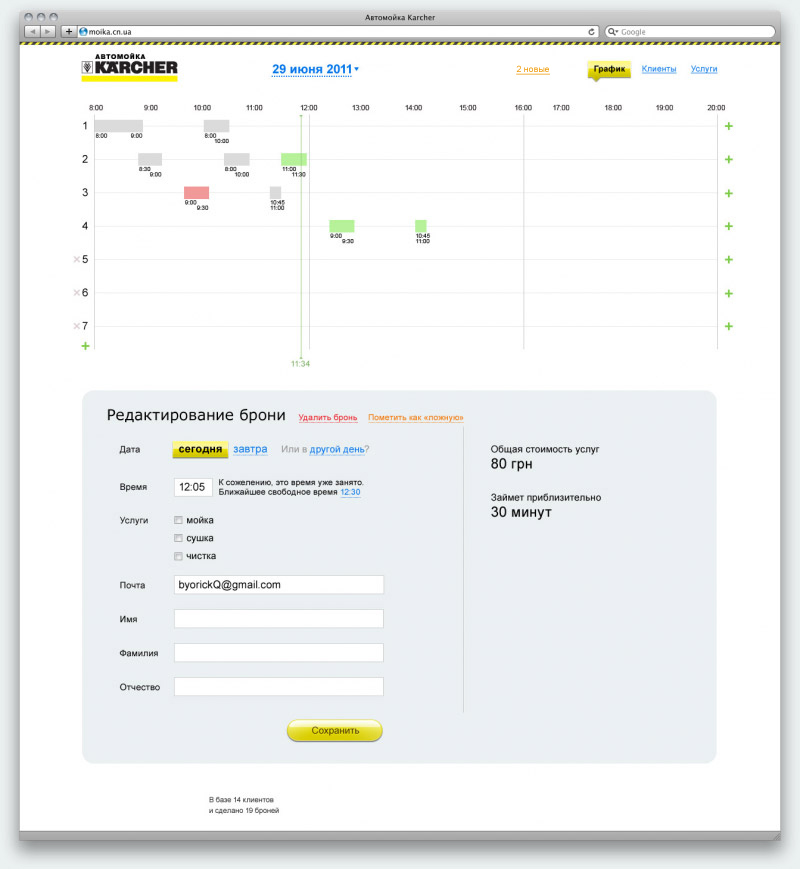 Автомойка Karcher
moika.cn.ua
Google
АВТОМОЙКА
KÄRCHER
29 июня 2011
2 новые
График
Клиенты
Услуги
8:00 9:00 10:00 11:00 12:00 13:00 14:00 15:00 16:00 17:00 18:00 19:00 20:00
1
8:00 9:00
8:00
10:00
2
8:30
9:00
8:00
10:00
11:00
11:30
3
9:00
9:30
10:45
11:00
4
9:00
9:30
10:45
11:00
5
6
7
11:34
Редактирование брони
Удалить бронь
Пометить как «ложную»
Дата
сегодня
завтра
Или в другой день?
Время
12:05
К сожелению, это время уже занято.
Ближайшее свободное время 12:30
Услуги
мойка
сушка
чистка
Почта
byorickQ@gmail.com
Имя
Фамилия
Отчество
Сохранить
Общая стоимость услуг
80 грн
Займет приблизительно
30 минут
В базе 14 клиентов
и сделано 19 броней